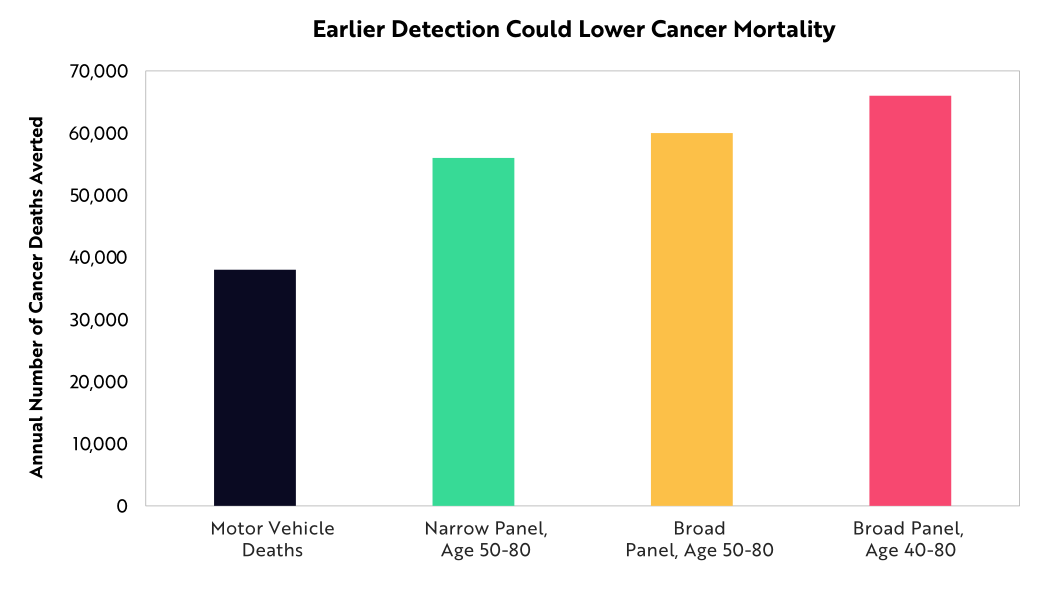 Earlier Detection Could Lower Cancer Mortality
Annual Number of Cancer Deaths Averted
70,000
60,000
50,000
40,000
30,000
20,000
10,000
0
Motor Vehicle
Deaths
Narrow Panel,
Age 50-80
Broad
Panel, Age 50-80
Broad Panel,
Age 40-80